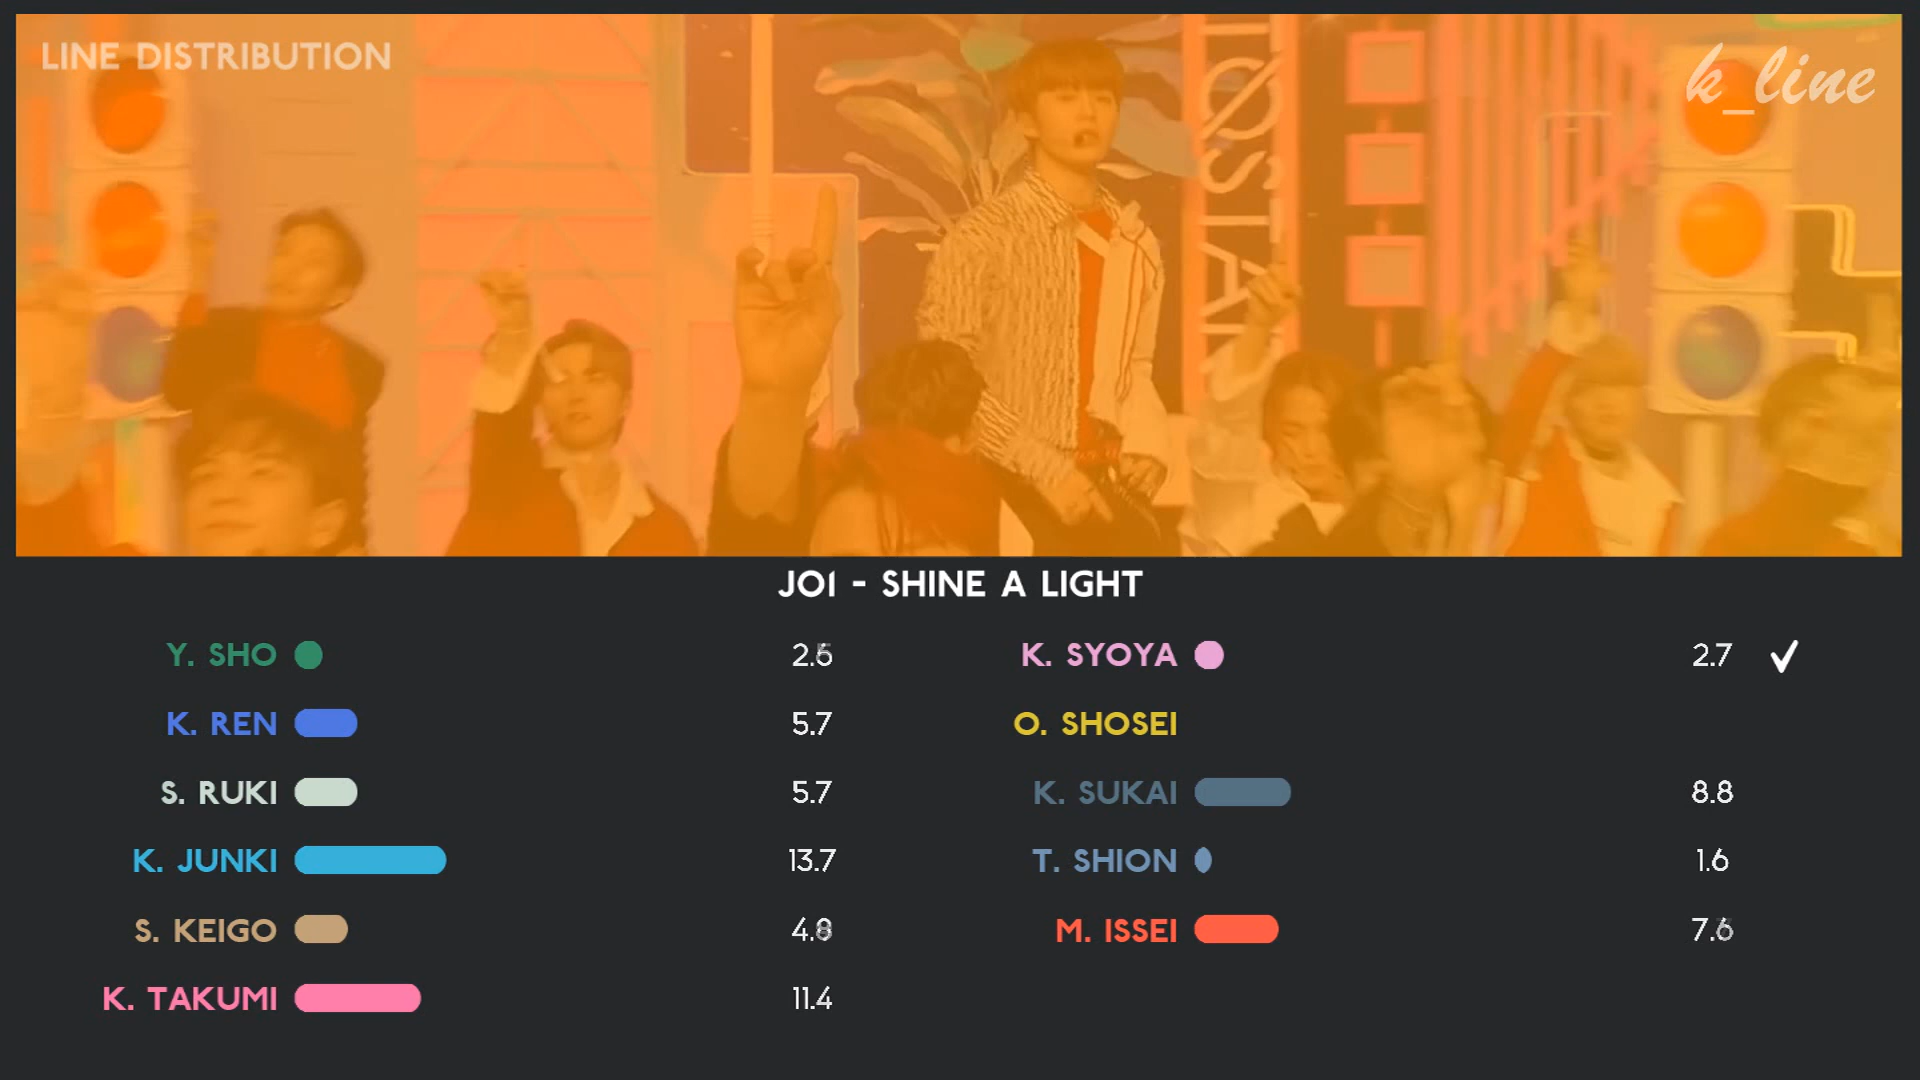 LINE DISTRIBUTION
k_line
JO1 - SHINE A LIGHT
Y. SHO 2.5
K. REN 5.7
S. RUKI 5.7
K. JUNKI 13.7
S. KEIGO 4.8
K. TAKUMI 11.4
K. SYOYA 2.7 ✓
O. SHOSEI
K. SUKAI 8.8
T. SHION 1.6
M. ISSEI 7.6